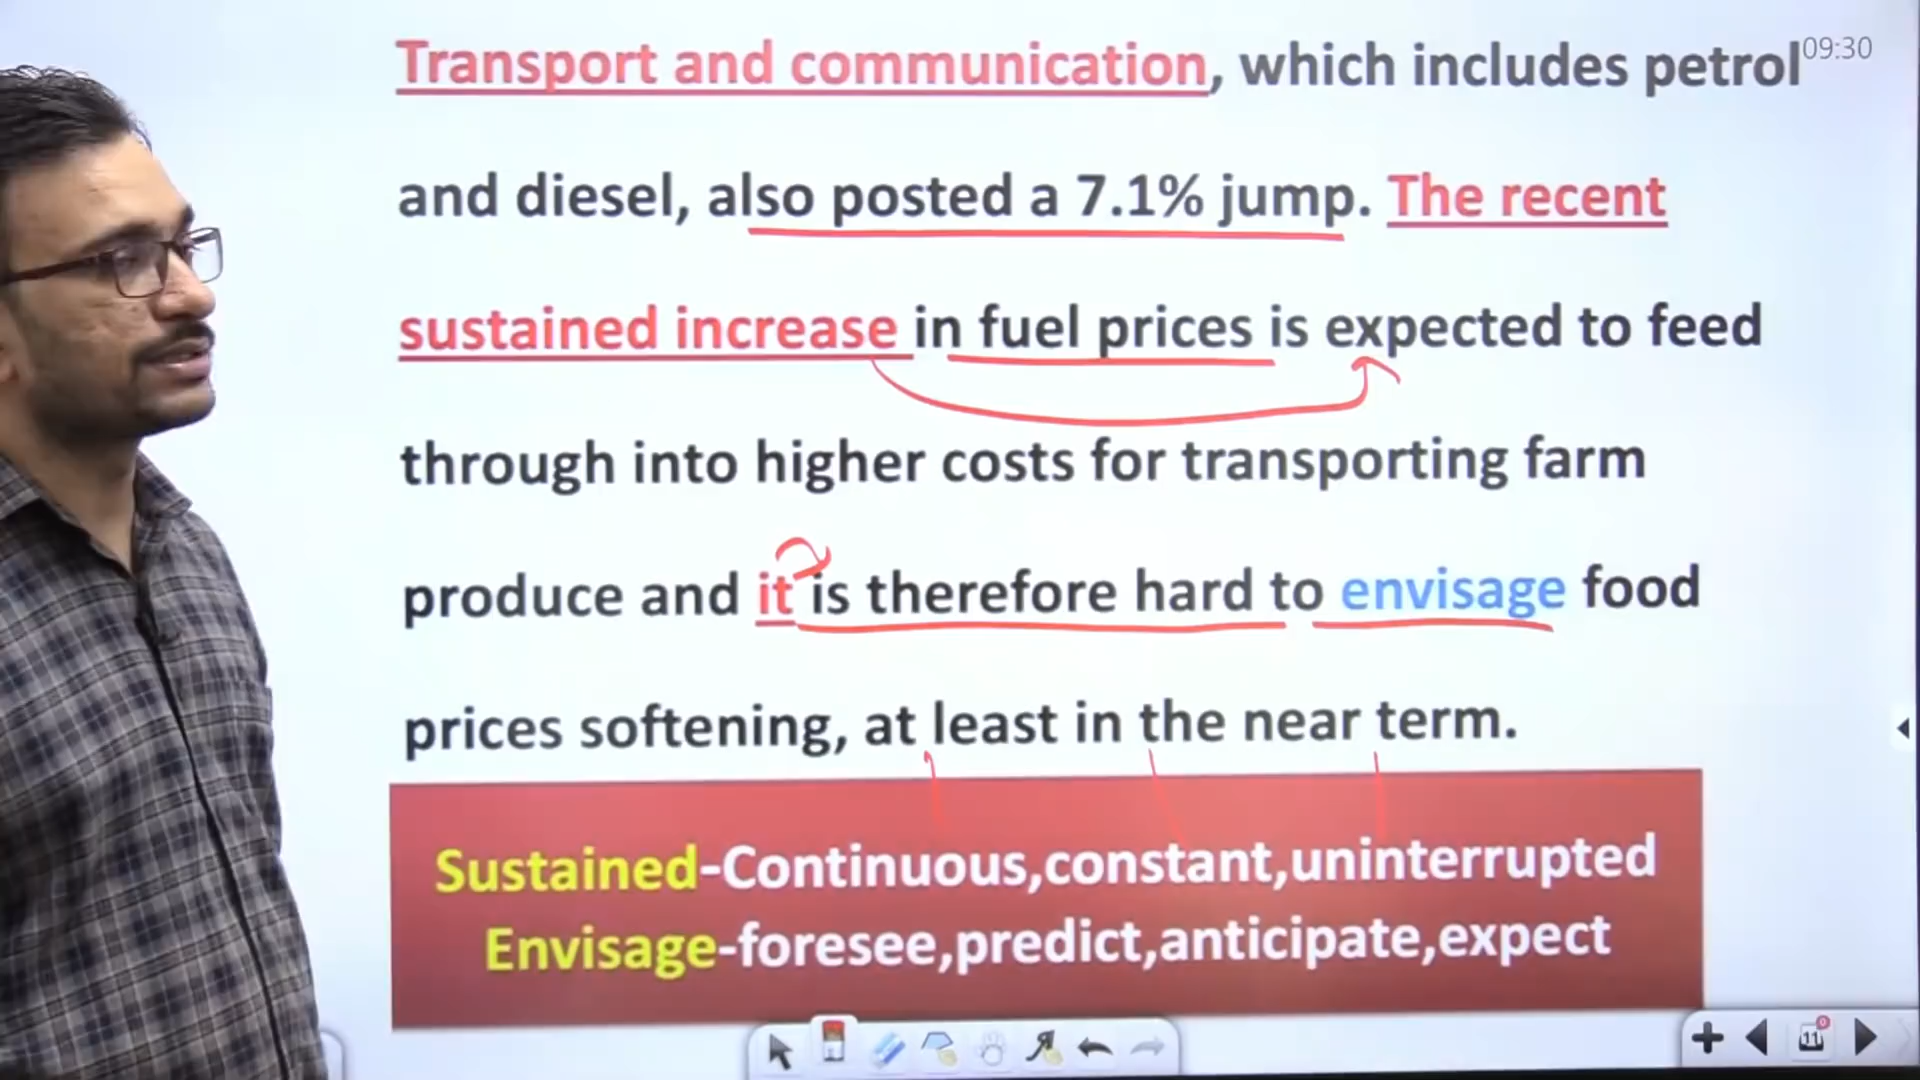 Transport and communication, which includes petrol
09:30
and diesel, also posted a 7.1% jump. The recent
sustained increase in fuel prices is expected to feed
through into higher costs for transporting farm
produce and it is therefore hard to envisage food
prices softening, at least in the near term.
Sustained-Continuous,constant,uninterrupted
Envisage-foresee,predict,anticipate,expect
11
0